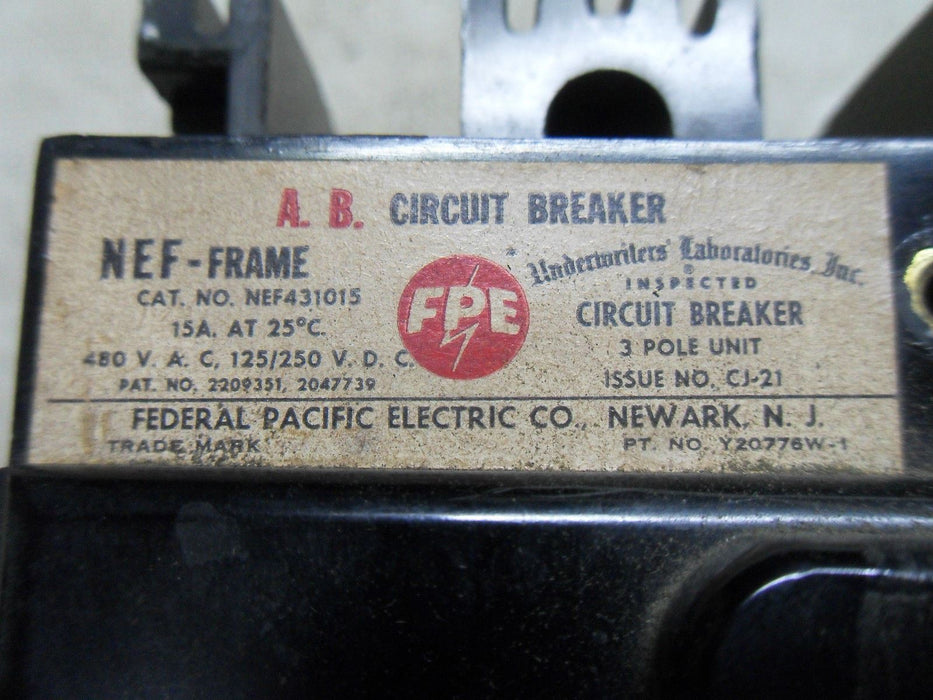 A. B. CIRCUIT BREAKER
NEF-FRAME
CAT. NO. NEF431015
15A. AT 25°C.
480 V. A. C, 125/250 V. D. C.
PAT. NO. 2209351, 2047739
FPE
Underwriters' Laboratories, Inc.
®
INSPECTED
CIRCUIT BREAKER
3 POLE UNIT
ISSUE NO. CJ-21
FEDERAL PACIFIC ELECTRIC CO., NEWARK, N. J.
TRADE MARK
PT. NO. Y20776W-1